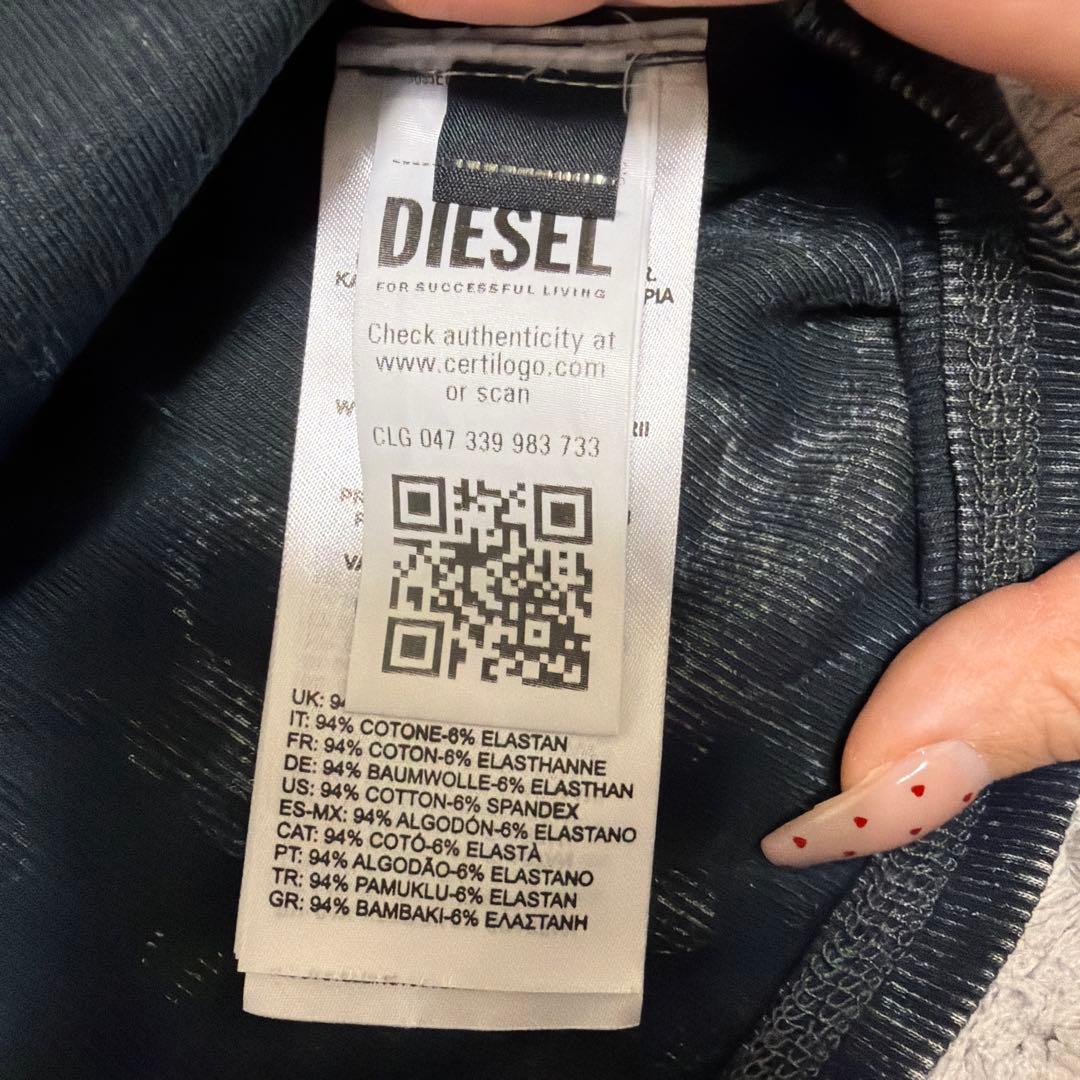 DIESEL
FOR SUCCESSFUL LIVING
Check authenticity at
www.certilogo.com
or scan
CLG 047 339 983 733
PIA
UK:
IT: 94% COTONE-6% ELASTAN
FR: 94% COTON-6% ELASTHANNE
DE: 94% BAUMWOLLE-6% ELASTHAN
US: 94% COTTON-6% SPANDEX
ES-MX: 94% ALGODÓN-6% ELASTANO
CAT: 94% COTÓ-6% ELASTÀ
PT: 94% ALGODÃO-6% ELASTANO
TR: 94% PAMUKLU-6% ELASTAN
GR: 94% ΒΑΜΒΑΚΙ-6% ΕΛΑΣΤΑΝΗ